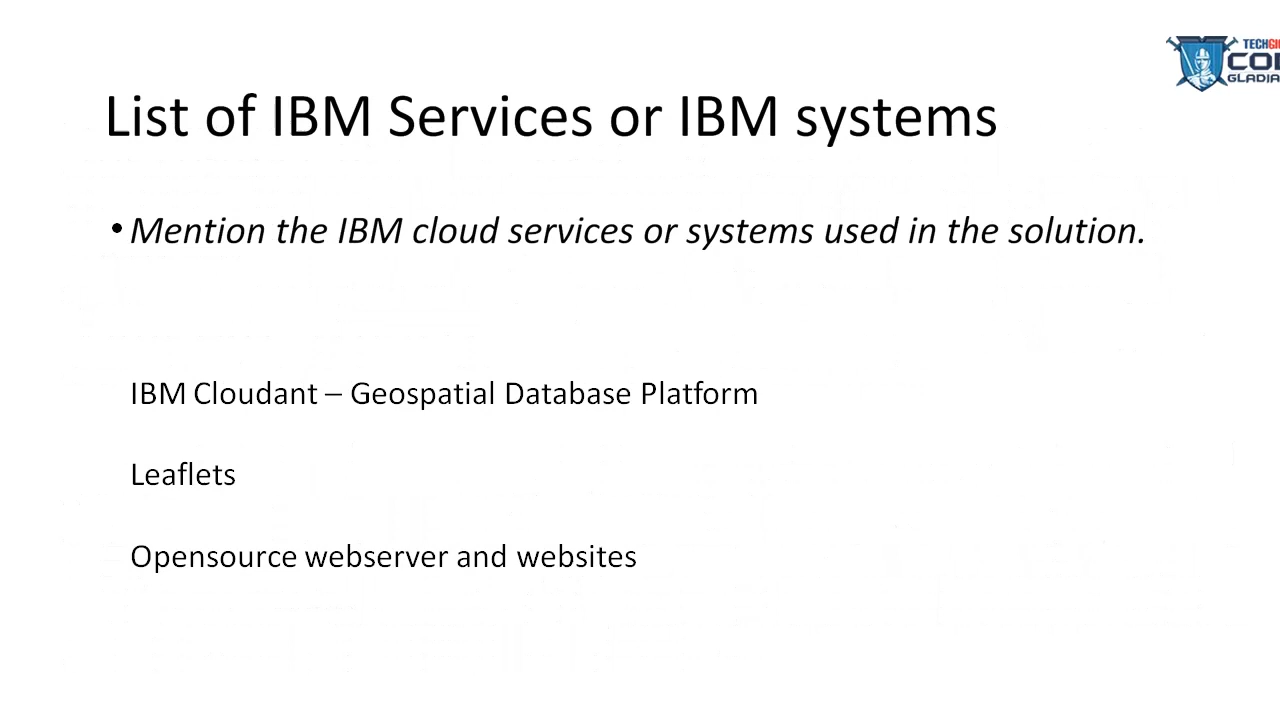 TECHGI
List of IBM Services or IBM systems
• Mention the IBM cloud services or systems used in the solution.
IBM Cloudant – Geospatial Database Platform
Leaflets
Opensource webserver and websites